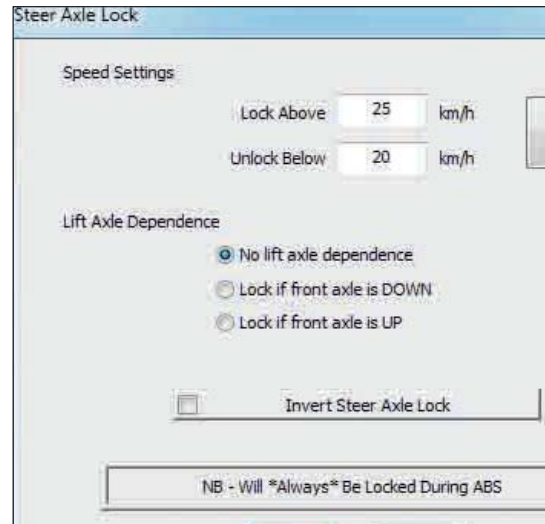 Steer Axle Lock
Speed Settings
Lock Above 25 km/h
Unlock Below 20 km/h
Lift Axle Dependence
No lift axle dependence
Lock if front axle is DOWN
Lock if front axle is UP
Invert Steer Axle Lock
NB - Will *Always* Be Locked During ABS